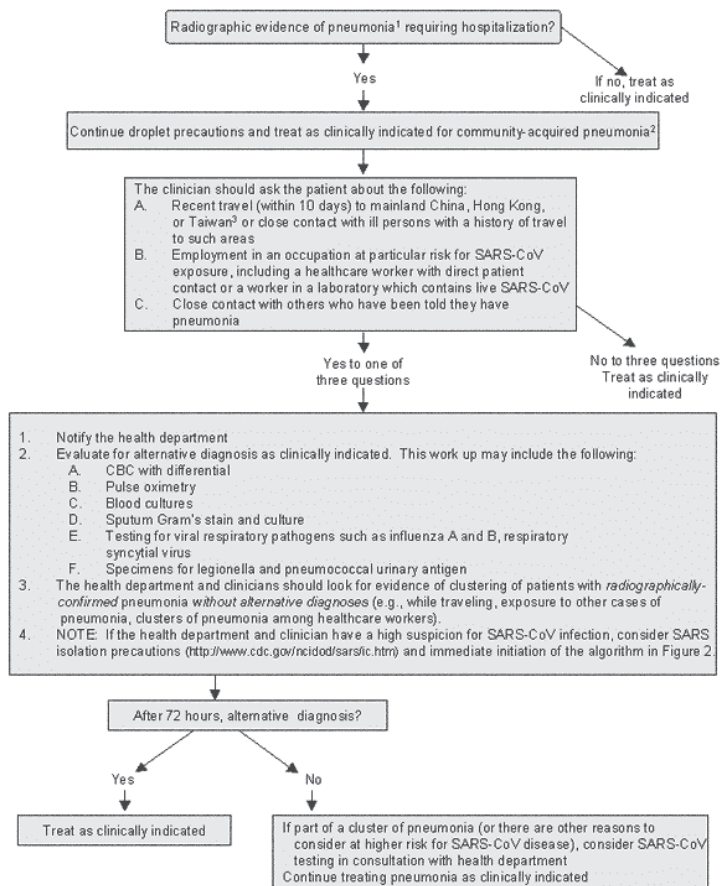 Radiographic evidence of pneumonia¹ requiring hospitalization?
Yes
If no, treat as
clinically indicated
Continue droplet precautions and treat as clinically indicated for community-acquired pneumonia²
The clinician should ask the patient about the following:
A. Recent travel (within 10 days) to mainland China, Hong Kong,
or Taiwan³ or close contact with ill persons with a history of travel
to such areas
B. Employment in an occupation at particular risk for SARS-CoV
exposure, including a healthcare worker with direct patient
contact or a worker in a laboratory which contains live SARS-CoV
C. Close contact with others who have been told they have
pneumonia
Yes to one of
three questions
No to three questions
Treat as clinically
indicated
1. Notify the health department
2. Evaluate for alternative diagnosis as clinically indicated. This work up may include the following:
A. CBC with differential
B. Pulse oximetry
C. Blood cultures
D. Sputum Gram's stain and culture
E. Testing for viral respiratory pathogens such as influenza A and B, respiratory
syncytial virus
F. Specimens for legionella and pneumococcal urinary antigen
3. The health department and clinicians should look for evidence of clustering of patients with radiographically-
confirmed pneumonia without alternative diagnoses (e.g., while traveling, exposure to other cases of
pneumonia, clusters of pneumonia among healthcare workers).
4. NOTE: If the health department and clinician have a high suspicion for SARS-CoV infection, consider SARS
isolation precautions (http://www.cdc.gov/ncidod/sars/ic.htm) and immediate initiation of the algorithm in Figure 2.
After 72 hours, alternative diagnosis?
Yes
No
Treat as clinically indicated
If part of a cluster of pneumonia (or there are other reasons to
consider at higher risk for SARS-CoV disease), consider SARS-CoV
testing in consultation with health department
Continue treating pneumonia as clinically indicated